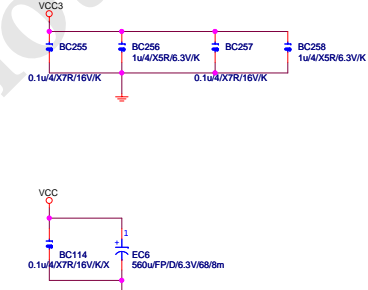 VCC3
BC255
BC256
BC257
BC258
1u/4/X5R/6.3V/K
1u/4/X5R/6.3V/K
0.1u/4/X7R/16V/K
0.1u/4/X7R/16V/K
VCC
1
+
BC114
EC6
0.1u/4/X7R/16V/K/X
560u/FP/D/6.3V/68/8m